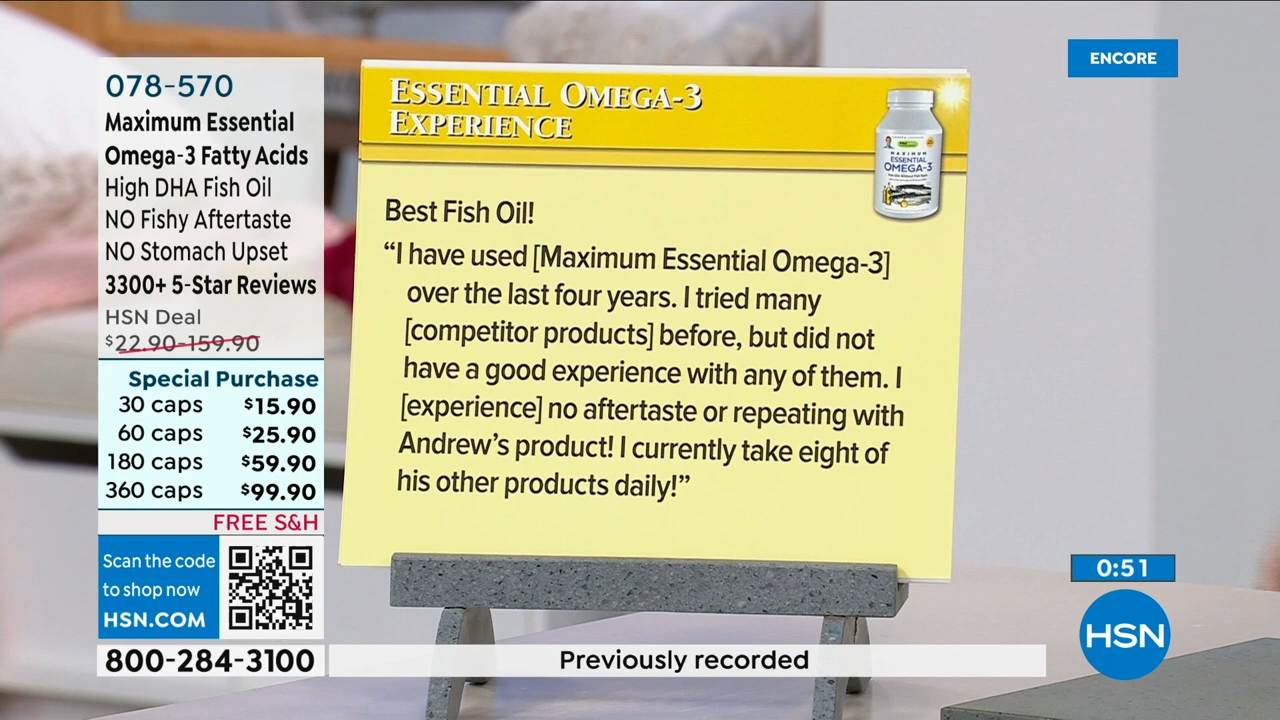 078-570
Maximum Essential
Omega-3 Fatty Acids
High DHA Fish Oil
NO Fishy Aftaste
NO Stomach Upset
3300+ 5-Star Reviews
HSN Deal
$22.90-159.90
Special Purchase
30 caps $15.90
60 caps $25.90
180 caps $59.90
360 caps $99.90
FREE S&H
Scan the code
to shop now
HSN.COM
800-284-3100
ESSENTIAL OMEGA-3
EXPERIENCE
MAXIMUM
ESSENTIAL
OMEGA-3
Best Fish Oil!
“I have used [Maximum Essential Omega-3]
over the last four years. I tried many
[competitor products] before, but did not
have a good experience with any of them. I
[experience] no aftertaste or repeating with
Andrew’s product! I currently take eight of
his other products daily!”
ENCORE
0:51
HSN
Previously recorded